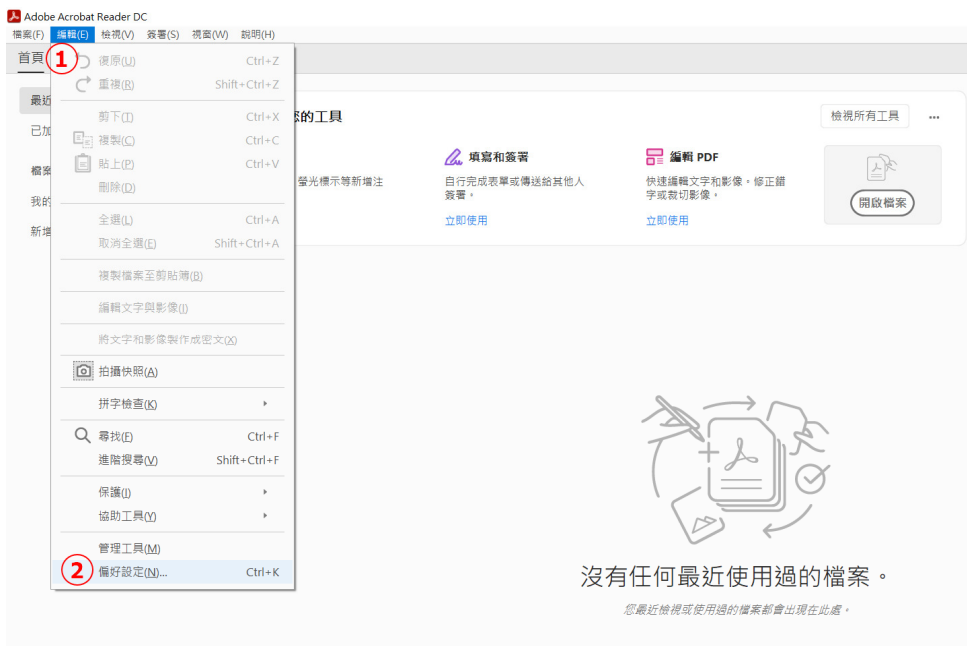 Adobe Acrobat Reader DC
檔案(F) 編輯(E) 檢視(V) 簽署(S) 視窗(W) 說明(H)
首頁
1
復原(U) Ctrl+Z
重複(R) Shift+Ctrl+Z
剪下(T) Ctrl+X
複製(C) Ctrl+C
貼上(P) Ctrl+V
刪除(D)
全選(L) Ctrl+A
取消全選(E) Shift+Ctrl+A
複製檔案至剪貼薄(B)
編輯文字與影像(I)
將文字和影像製作成密文(X)
拍攝快照(A)
拼字檢查(K)
尋找(F) Ctrl+F
進階搜尋(V) Shift+Ctrl+F
保護(I)
協助工具(Y)
管理工具(M)
2
偏好設定(N)... Ctrl+K
最近
已加
檔案
我的
新增
的工具
檢視所有工具
螢光標示等新增注
填寫和簽署
自行完成表單或傳送給其他人
簽署。
立即使用
編輯 PDF
快速編輯文字和影像。修正錯
字或裁切影像。
立即使用
開啟檔案
沒有任何最近使用過的檔案。
您最近檢視或使用過的檔案都會出現在此處。